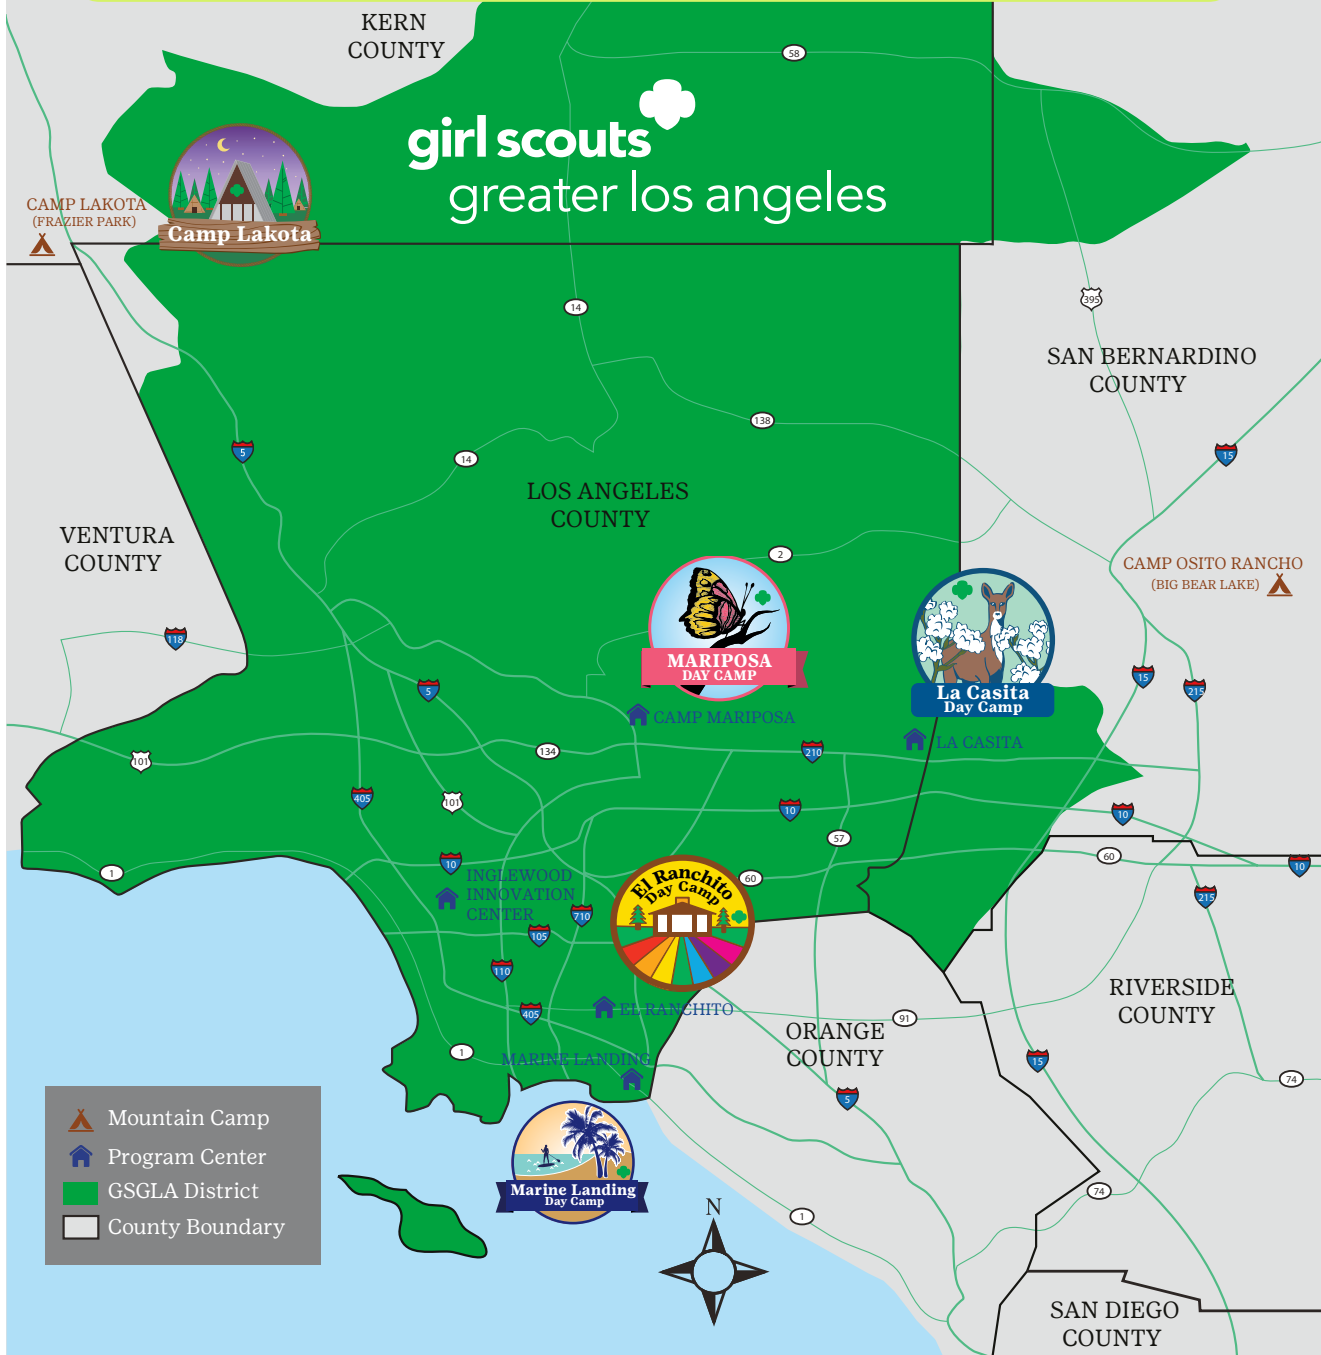 KERN
COUNTY
58
girl scouts
greater los angeles
CAMP LAKOTA
(FRAZIER PARK)
Camp Lakota
14
395
SAN BERNARDINO
COUNTY
138
5
14
15
LOS ANGELES
COUNTY
VENTURA
COUNTY
2
CAMP OSITO RANCHO
(BIG BEAR LAKE)
118
MARIPOSA
DAY CAMP
La Casita
Day Camp
5
15
215
CAMP MARIPOSA
LA CASITA
101
134
210
405
101
10
10
57
60
10
1
10
INGLEWOOD
INNOVATION
CENTER
El Ranchito
Day Camp
60
215
710
105
110
405
EL RANCHITO
91
RIVERSIDE
COUNTY
ORANGE
COUNTY
1
MARINE LANDING
15
74
5
Mountain Camp
Program Center
GSGLA District
County Boundary
Marine Landing
Day Camp
74
N
1
SAN DIEGO
COUNTY